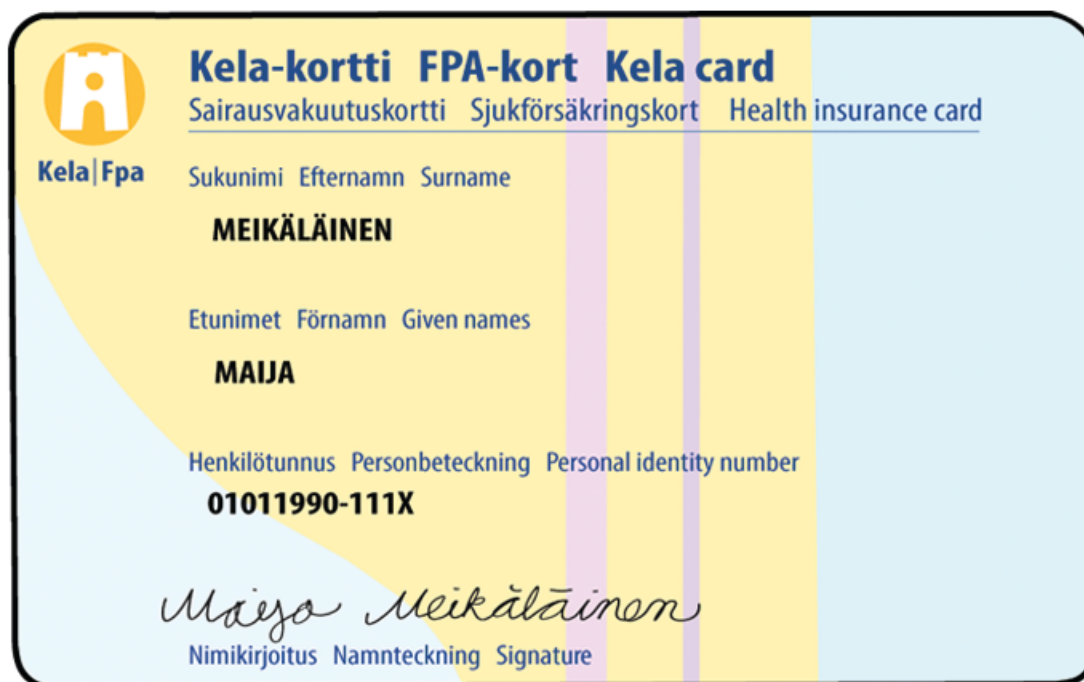 Kela-kortti FPA-kort Kela card
Sairausvakuutuskortti Sjukförsäkringskort Health insurance card
Kela|Fpa
Sukunimi Efternamn Surname
MEIKÄLÄINEN
Etunimet Förnamn Given names
MAIJA
Henkilötunnus Personbeteckning Personal identity number
01011990-111X
Maija Meikäläinen
Nimikirjoitus Namnteckning Signature